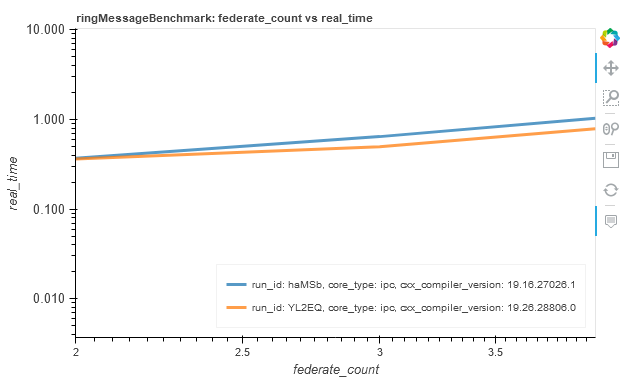 ringMessageBenchmark: federate_count vs real_time
10.000
1.000
0.100
0.010
real_time
run_id: haMSb, core_type: ipc, cxx_compiler_version: 19.16.27026.1
run_id: YL2EQ, core_type: ipc, cxx_compiler_version: 19.26.28806.0
2 2.5 3 3.5
federate_count